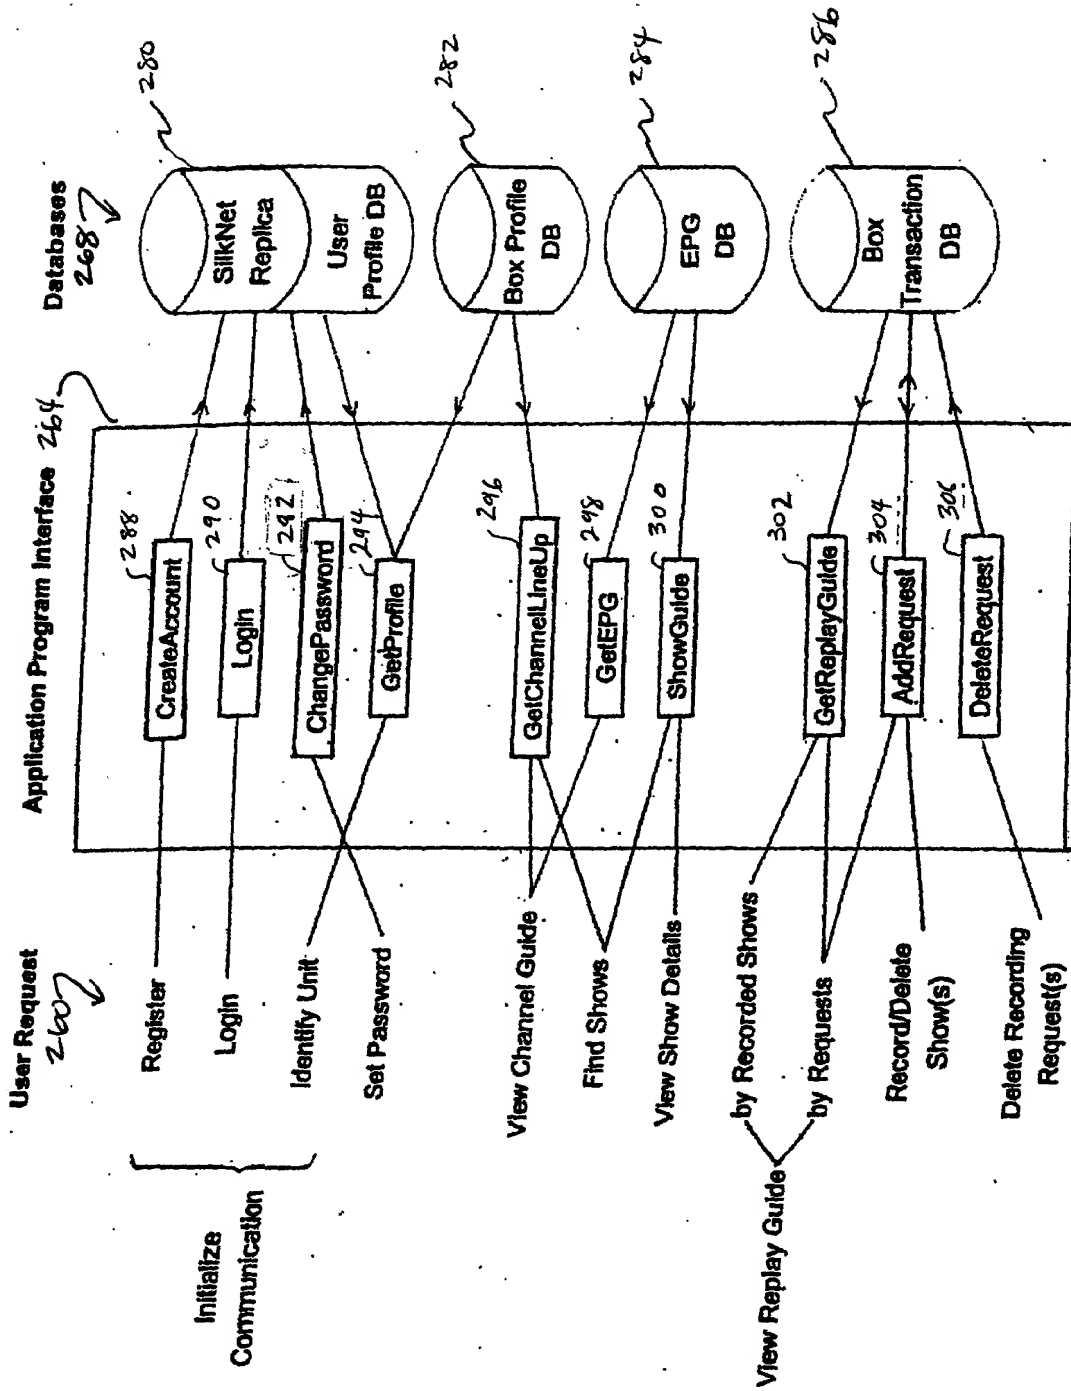 User Request
260
Application Program Interface 264
Databases
268
Initialize
Communication
Register
Login
Identify Unit
Set Password
View Channel Guide
Find Shows
View Show Details
View Replay Guide
by Recorded Shows
by Requests
Record/Delete
Show(s)
Delete Recording
Request(s)
288
CreateAccount
290
Login
292
ChangePassword
294
GetProfile
296
GetChannelLineUp
298
GetEPG
300
ShowGuide
302
GetReplayGuide
304
AddRequest
306
DeleteRequest
280
SilkNet
Replica
User
Profile DB
282
Box Profile
DB
284
EPG
DB
286
Box
Transaction
DB